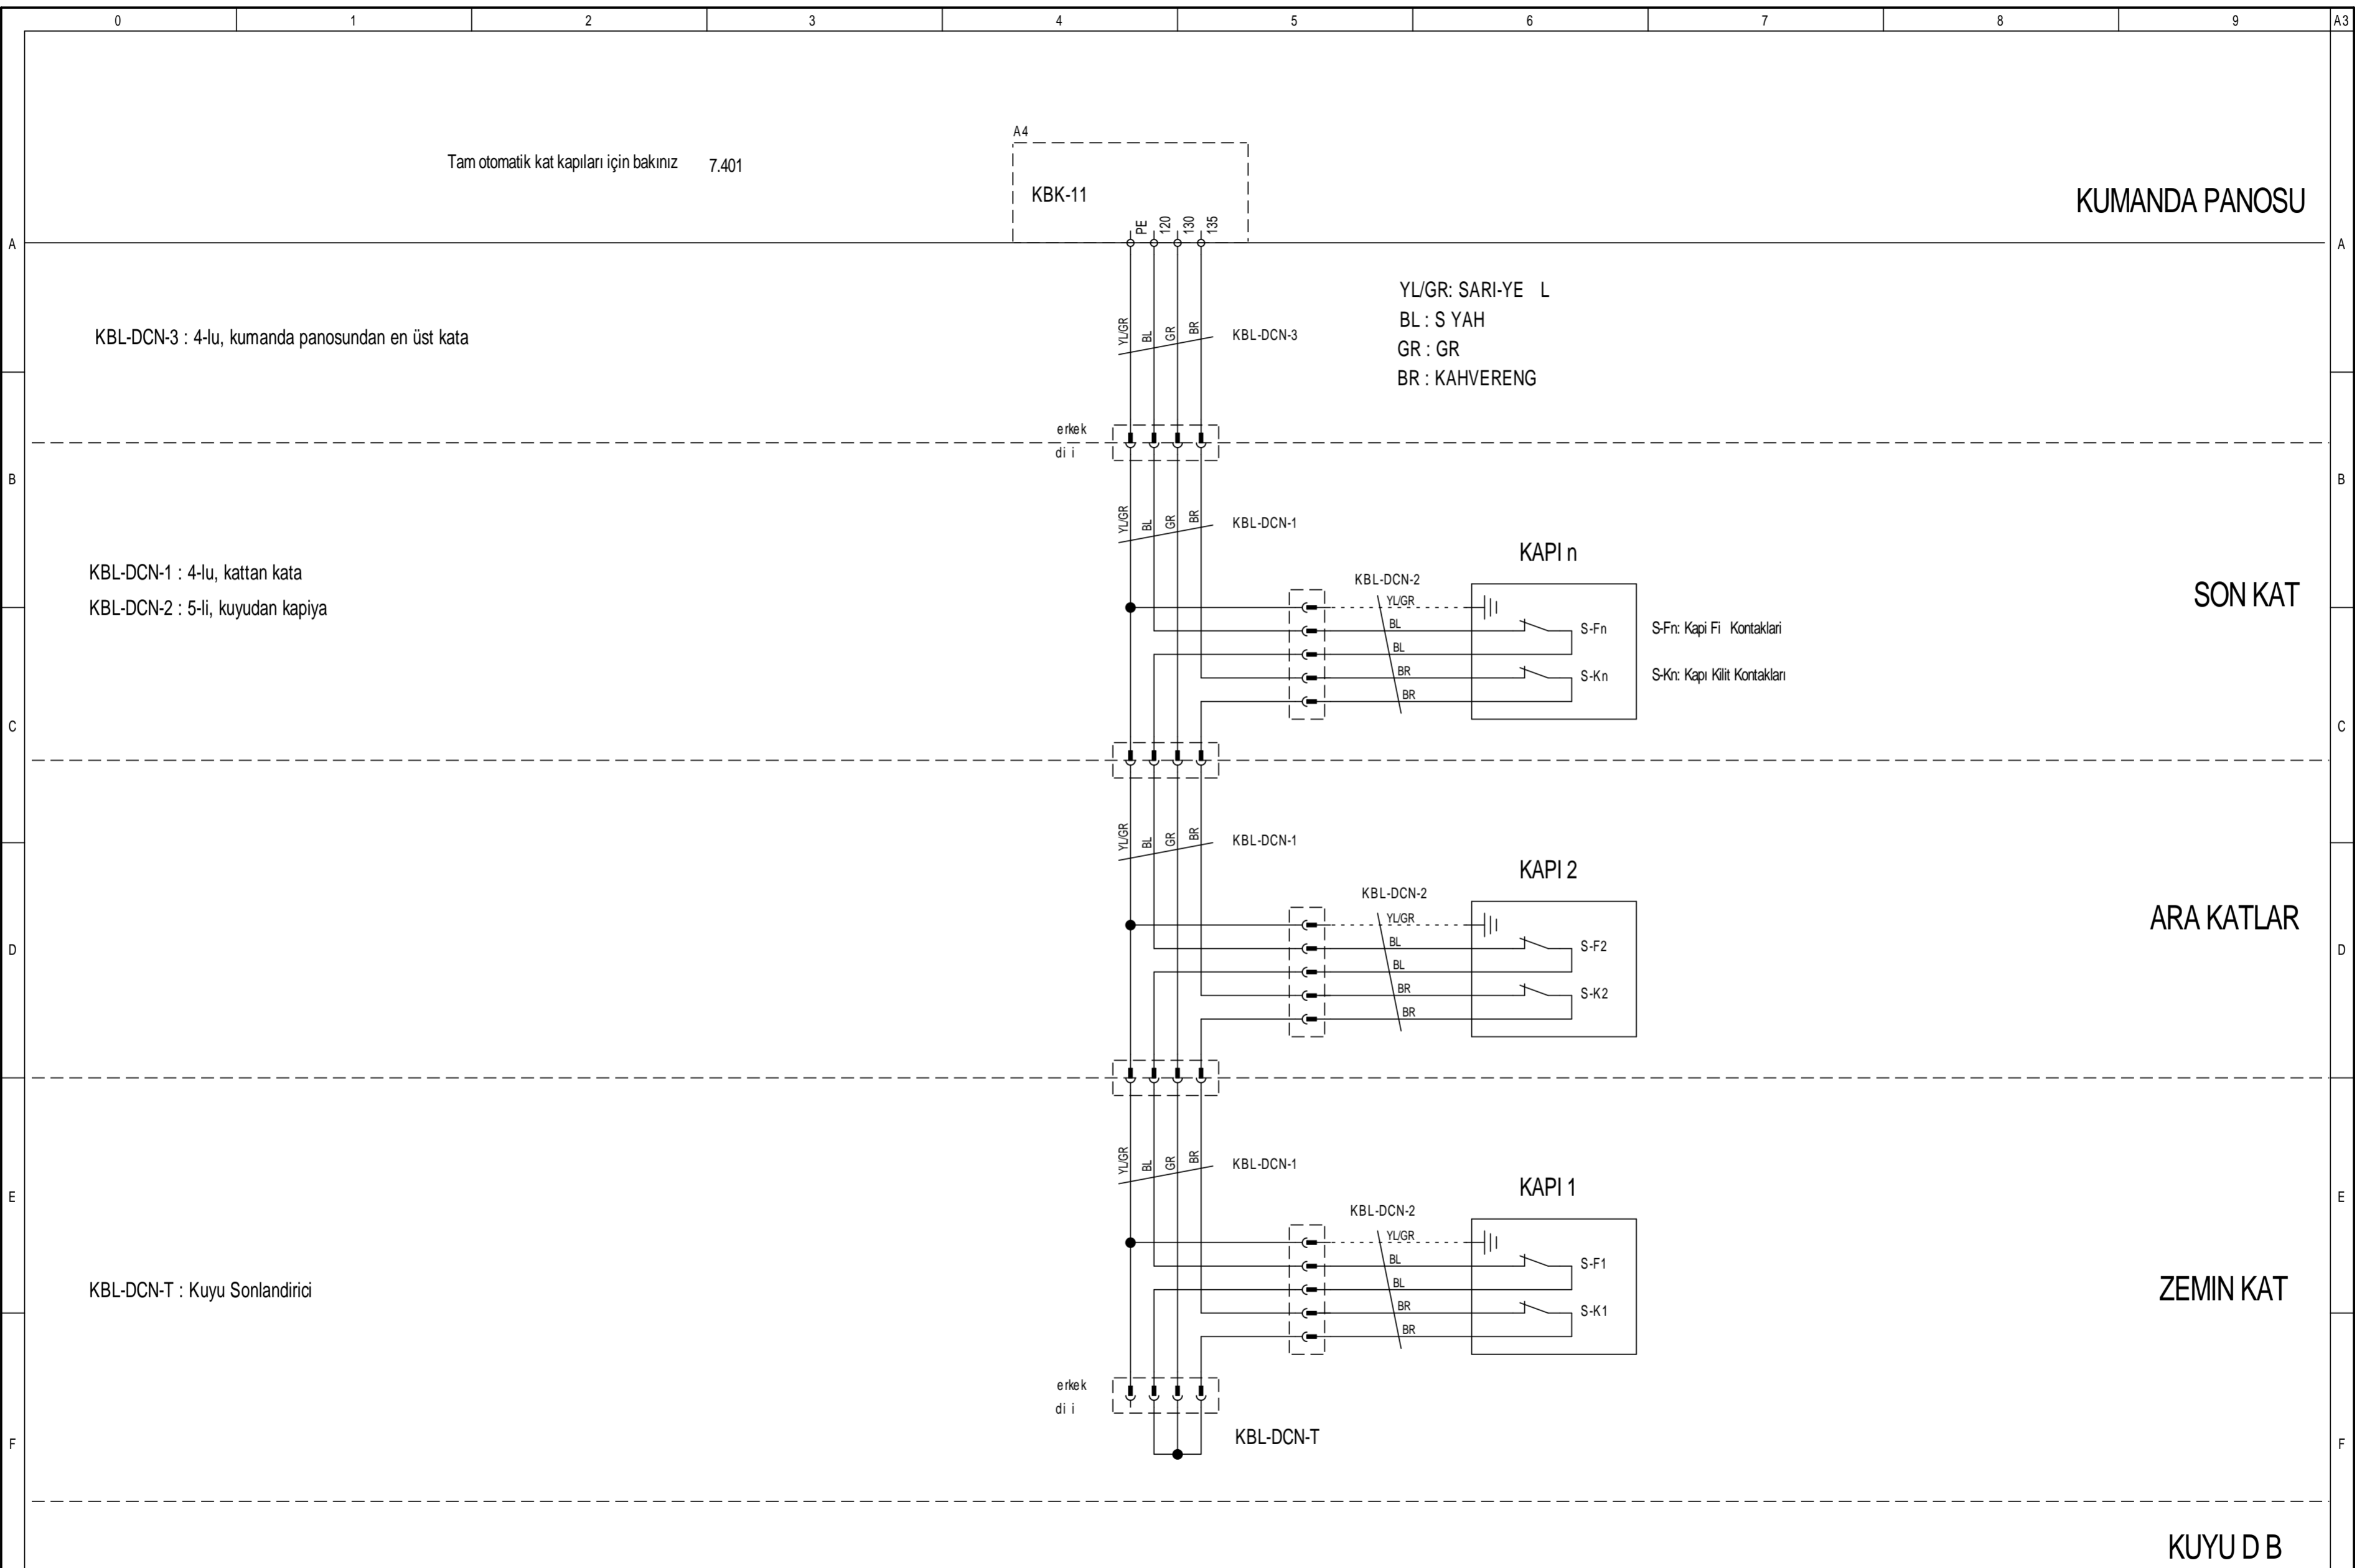 0 1 2 3 4 5 6 7 8 9 A3
A4
Tam otomatik kat kapıları için bakınız 7.401
KBK-11
KUMANDA PANOSU
PE 120 130 135
A A
YL/GR: SARI-YE L
BL : S YAH
GR : GR
BR : KAHVERENG
KBL-DCN-3 : 4-lu, kumanda panosundan en üst kata
YL/GR BL GR BR KBL-DCN-3
erkek
di i
B B
YL/GR BL GR BR KBL-DCN-1
KBL-DCN-1 : 4-lu, kattan kata
KBL-DCN-2 : 5-li, kuyudan kapiya
KAPI n
KBL-DCN-2
SON KAT
YL/GR
BL S-Fn S-Fn: Kapi Fi Kontaklari
BL
BR S-Kn S-Kn: Kapı Kilit Kontakları
BR
C C
YL/GR BL GR BR KBL-DCN-1
KAPI 2
KBL-DCN-2
ARA KATLAR
YL/GR
BL S-F2
D D
BL
BR S-K2
BR
YL/GR BL GR BR KBL-DCN-1
KAPI 1
E E
KBL-DCN-2
YL/GR
BL S-F1
BL
KBL-DCN-T : Kuyu Sonlandirici
ZEMIN KAT
BR S-K1
BR
erkek
di i
KBL-DCN-T
F F
KUYU D B